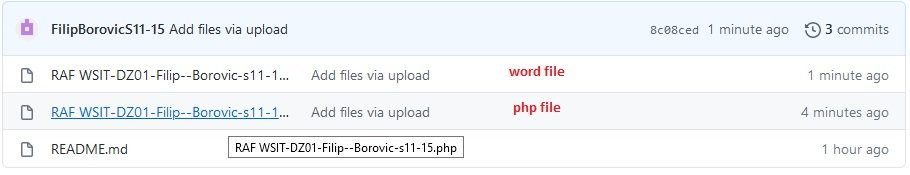 FilipBorovicS11-15 Add files via upload 8c08ced 1 minute ago 3 commits
RAF WSIT-DZ01-Filip--Borovic-s11-1... Add files via upload word file 1 minute ago
RAF WSIT-DZ01-Filip--Borovic-s11-1... Add files via upload php file 4 minutes ago
README.md RAF WSIT-DZ01-Filip--Borovic-s11-15.php 1 hour ago